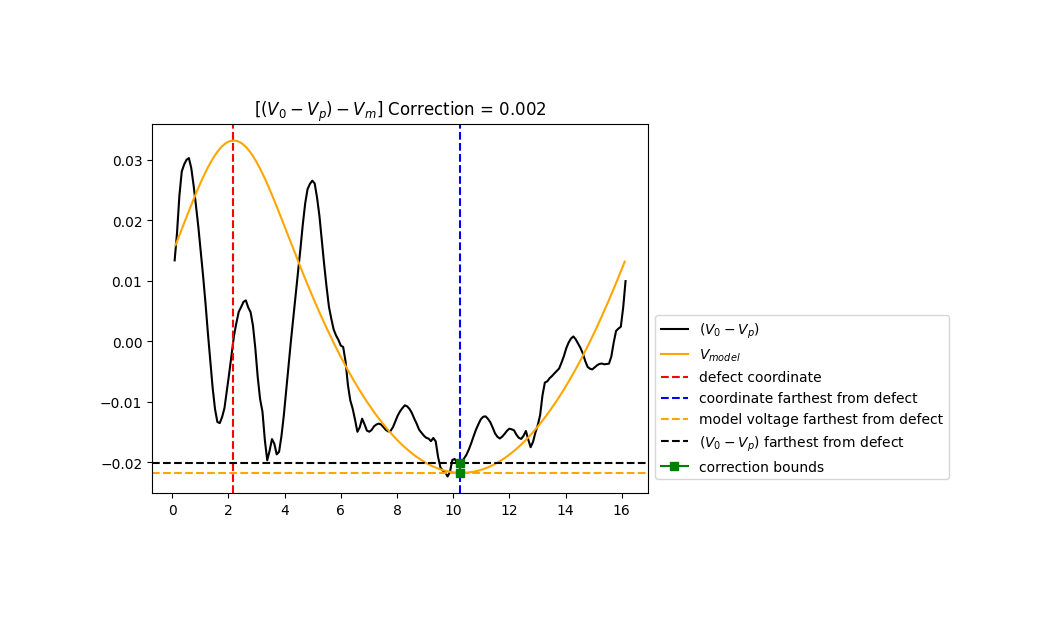 [(V₀ − Vₚ) − Vₘ] Correction = 0.002
0.03
0.02
0.01
0.00
−0.01
−0.02
0 2 4 6 8 10 12 14 16
(V₀ − Vₚ)
V_model
defect coordinate
coordinate farthest from defect
model voltage farthest from defect
(V₀ − Vₚ) farthest from defect
correction bounds